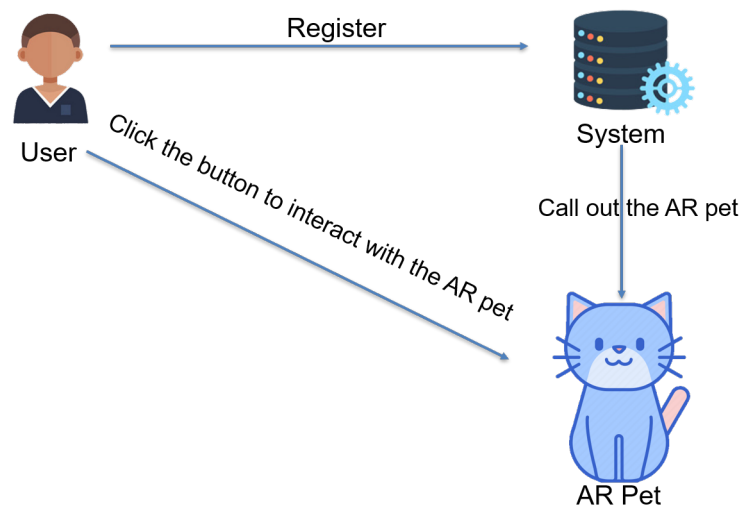 Register
User
System
Click the button to interact with the AR pet
Call out the AR pet
AR Pet